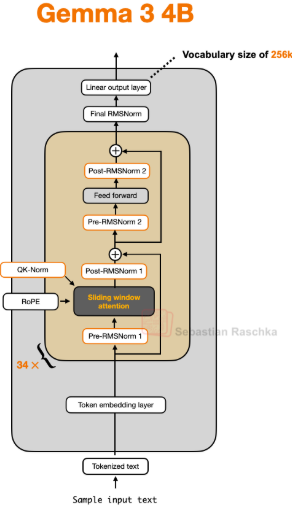 Gemma 3 4B
Vocabulary size of 256k
Linear output layer
Final RMSNorm
Post-RMSNorm 2
Feed forward
Pre-RMSNorm 2
QK-Norm
Post-RMSNorm 1
RoPE
Sliding window
attention
Sebastian Raschka
Pre-RMSNorm 1
34 ×
Token embedding layer
Tokenized text
Sample input text